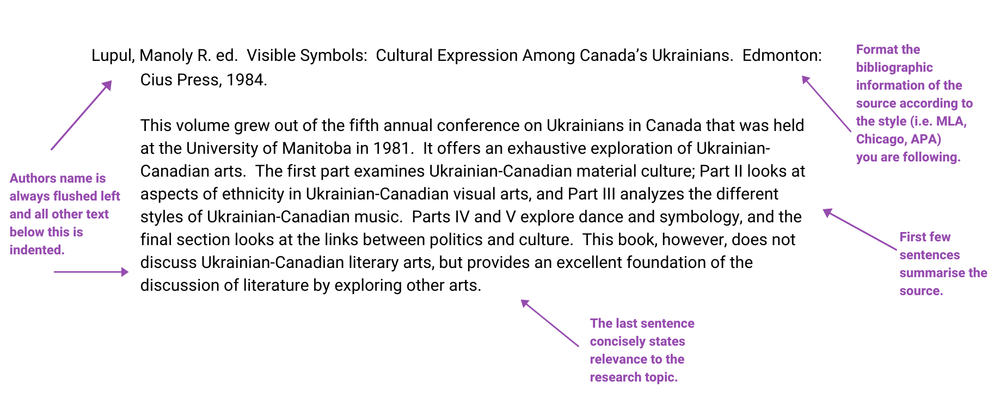 Lupul, Manoly R. ed.  Visible Symbols:  Cultural Expression Among Canada’s Ukrainians.  Edmonton:
Cius Press, 1984.
This volume grew out of the fifth annual conference on Ukrainians in Canada that was held
at the University of Manitoba in 1981.  It offers an exhaustive exploration of Ukrainian-
Canadian arts.  The first part examines Ukrainian-Canadian material culture; Part II looks at
aspects of ethnicity in Ukrainian-Canadian visual arts, and Part III analyzes the different
styles of Ukrainian-Canadian music.  Parts IV and V explore dance and symbology, and the
final section looks at the links between politics and culture.  This book, however, does not
discuss Ukrainian-Canadian literary arts, but provides an excellent foundation of the
discussion of literature by exploring other arts.
Authors name is
always flushed left
and all other text
below this is
indented.
Format the
bibliographic
information of the
source according to
the style (i.e. MLA,
Chicago, APA)
you are following.
First few
sentences
summarise the
source.
The last sentence
concisely states
relevance to the
research topic.